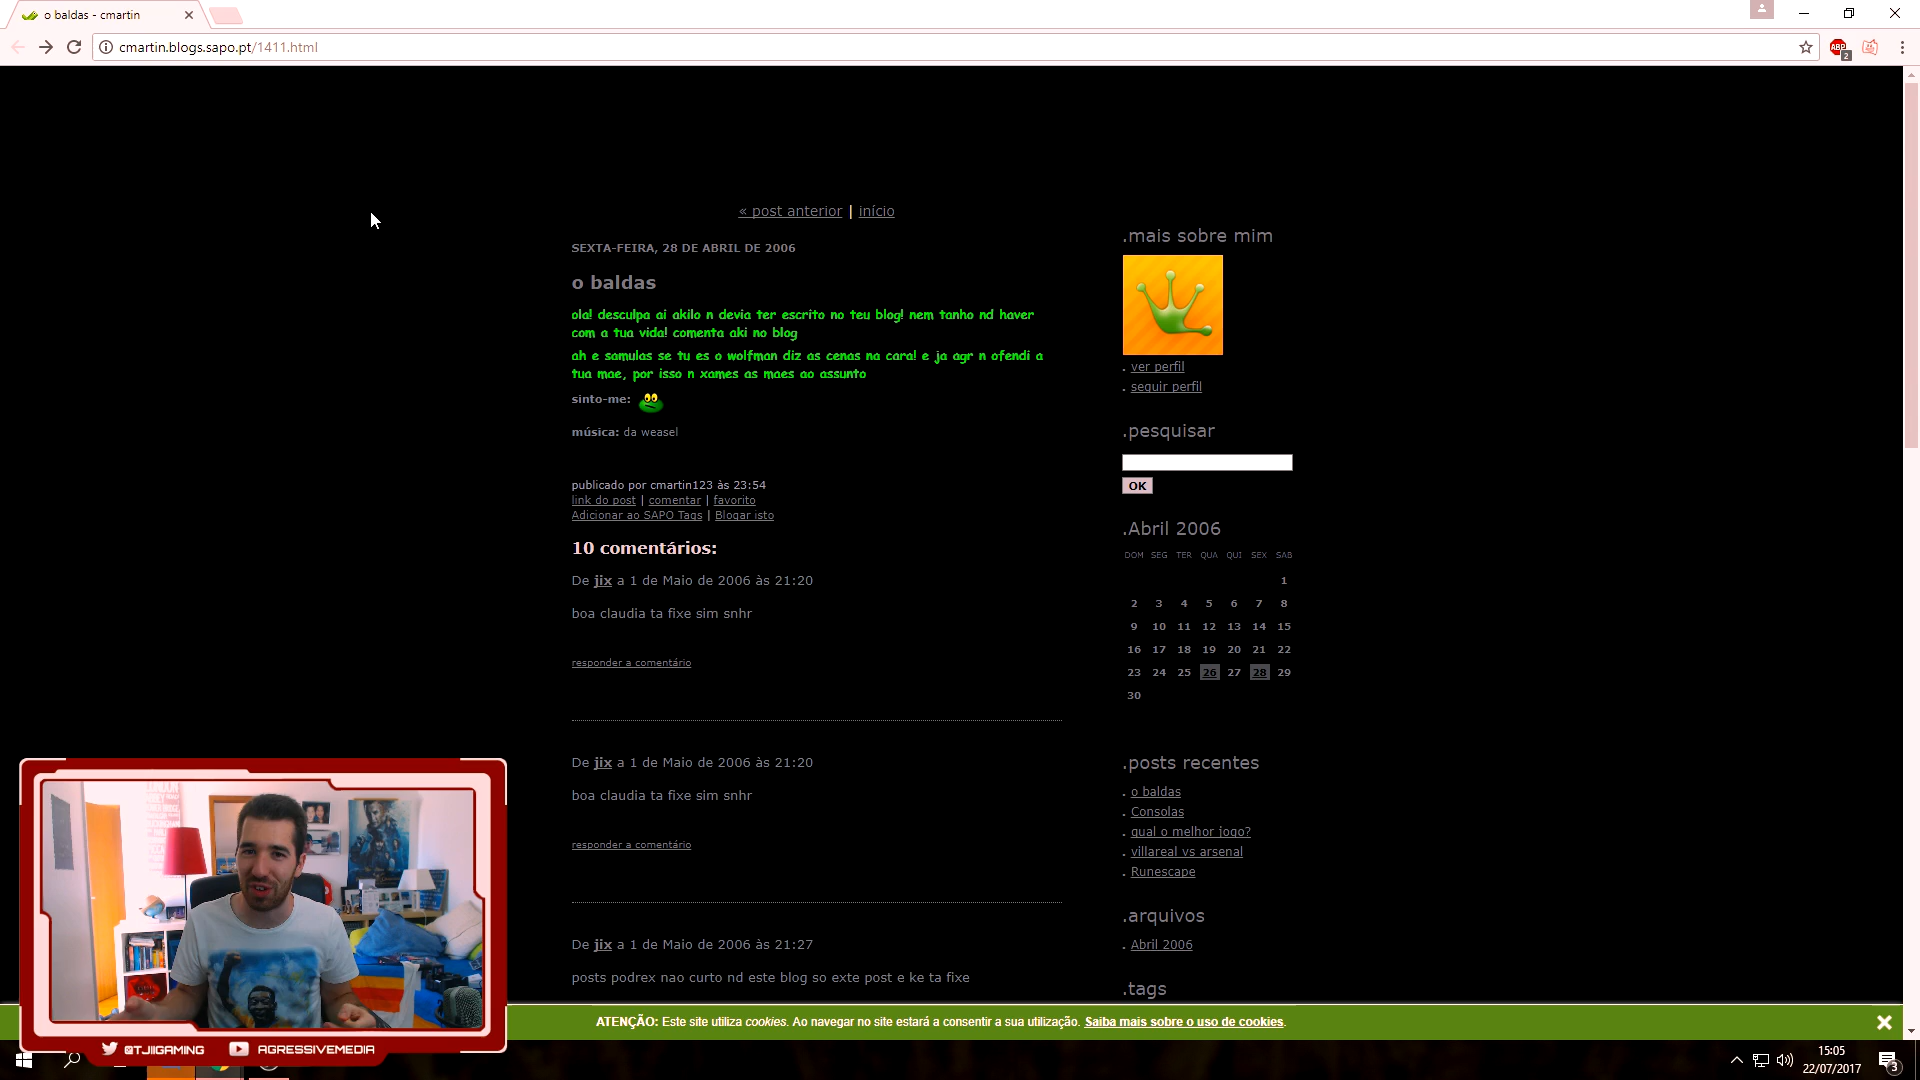 o baldas - cmartin
cmartin.blogs.sapo.pt/1411.html
ABP
2
« post anterior | início
SEXTA-FEIRA, 28 DE ABRIL DE 2006
o baldas
ola! desculpa ai akilo n devia ter escrito no teu blog! nem tanho nd haver
com a tua vida! comenta aki no blog
ah e samulas se tu es o wolfman diz as cenas na cara! e ja agr n ofendi a
tua mae, por isso n xames as maes ao assunto
sinto-me:
música: da weasel
publicado por cmartin123 às 23:54
link do post | comentar | favorito
Adicionar ao SAPO Tags | Blogar isto
10 comentários:
De jix a 1 de Maio de 2006 às 21:20
boa claudia ta fixe sim snhr
responder a comentário
De jix a 1 de Maio de 2006 às 21:20
boa claudia ta fixe sim snhr
responder a comentário
De jix a 1 de Maio de 2006 às 21:27
posts podrex nao curto nd este blog so exte post e ke ta fixe
.mais sobre mim
. ver perfil
. seguir perfil
.pesquisar
OK
.Abril 2006
DOM SEG TER QUA QUI SEX SAB
1
2 3 4 5 6 7 8
9 10 11 12 13 14 15
16 17 18 19 20 21 22
23 24 25 26 27 28 29
30
.posts recentes
. o baldas
. Consolas
. qual o melhor jogo?
. villareal vs arsenal
. Runescape
.arquivos
. Abril 2006
.tags
ATENÇÃO: Este site utiliza cookies. Ao navegar no site estará a consentir a sua utilização. Saiba mais sobre o uso de cookies.
@TJIIGAMING AGRESSIVEMEDIA
15:05
22/07/2017
3